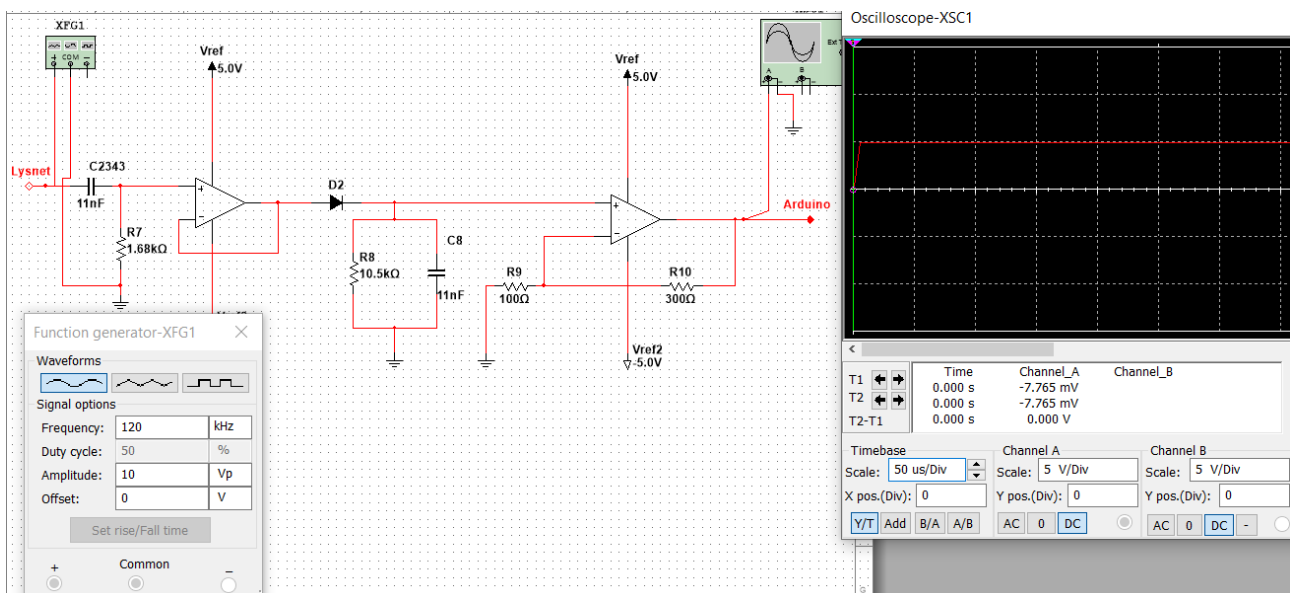 XFG1
+ COM −
Vref
5.0V
Lysnet
C2343
11nF
R7
1.68kΩ
+
−
D2
R8
10.5kΩ
C8
11nF
Vref
5.0V
+
−
R9
100Ω
R10
300Ω
Vref2
-5.0V
Arduino
Ext T
A
B
Function generator-XFG1
Waveforms
Signal options
Frequency: 120 kHz
Duty cycle: 50 %
Amplitude: 10 Vp
Offset: 0 V
Set rise/Fall time
+ Common −
Oscilloscope-XSC1
Time Channel_A Channel_B
T1 0.000 s -7.765 mV
T2 0.000 s -7.765 mV
T2-T1 0.000 s 0.000 V
Timebase
Scale: 50 us/Div
X pos.(Div): 0
Y/T Add B/A A/B
Channel A
Scale: 5 V/Div
Y pos.(Div): 0
AC 0 DC
Channel B
Scale: 5 V/Div
Y pos.(Div): 0
AC 0 DC -
G